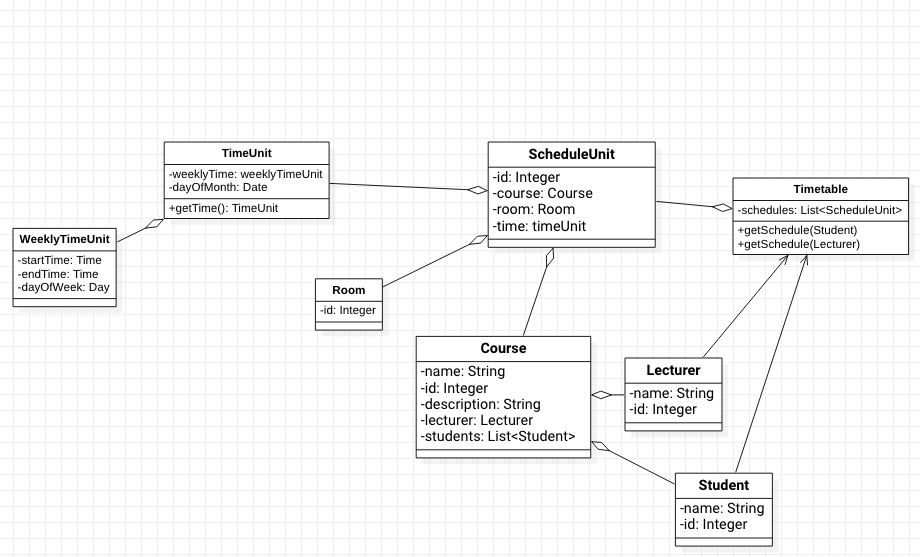 TimeUnit
-weeklyTime: weeklyTimeUnit
-dayOfMonth: Date
+getTime(): TimeUnit
WeeklyTimeUnit
-startTime: Time
-endTime: Time
-dayOfWeek: Day
ScheduleUnit
-id: Integer
-course: Course
-room: Room
-time: timeUnit
Timetable
-schedules: List<ScheduleUnit>
+getSchedule(Student)
+getSchedule(Lecturer)
Room
-id: Integer
Course
-name: String
-id: Integer
-description: String
-lecturer: Lecturer
-students: List<Student>
Lecturer
-name: String
-id: Integer
Student
-name: String
-id: Integer